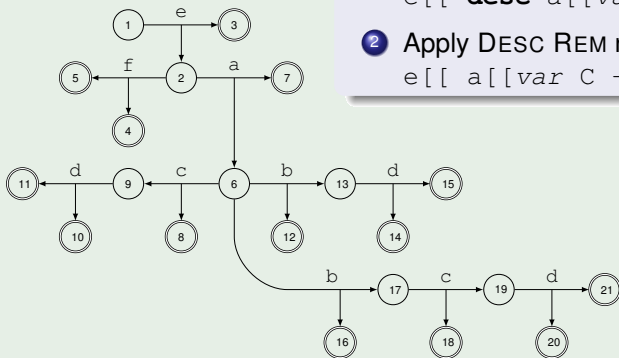 e[[ desc a[[va
2 Apply DESC REM r
e[[ a[[var C -
e
1 3
f a
5 2 7
4
d c b d
11 9 6 13 15
10 8 12 14
b c d
17 19 21
16 18 20